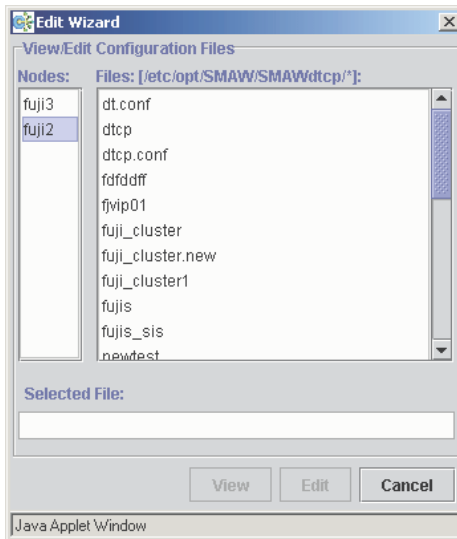 Edit Wizard
View/Edit Configuration Files
Nodes: Files: [/etc/opt/SMAW/SMAWdtcp/*]:
fuji3
fuji2
dt.conf
dtcp
dtcp.conf
fdfddff
fjvip01
fuji_cluster
fuji_cluster.new
fuji_cluster1
fujis
fujis_sis
newtest
Selected File:
View Edit Cancel
Java Applet Window